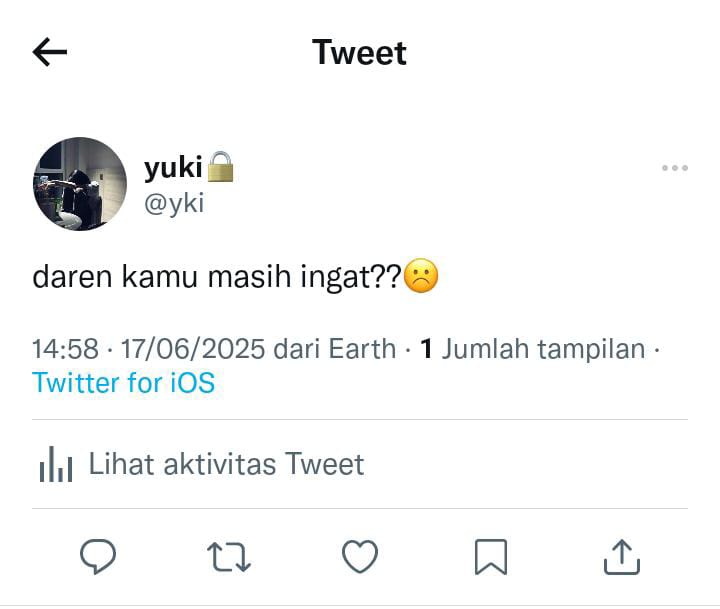 Tweet
yuki🔒
@yki
daren kamu masih ingat??☹️
14:58 · 17/06/2025 dari Earth · 1 Jumlah tampilan ·
Twitter for iOS
Lihat aktivitas Tweet